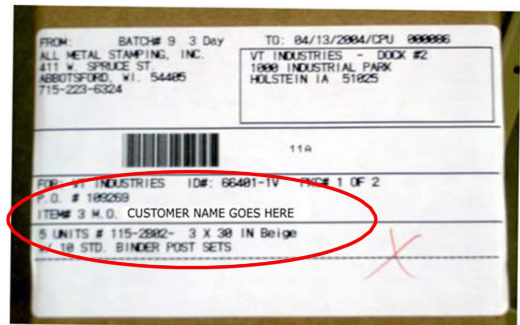 FROM: BATCH# 9 3 Day TO: 04/13/2004/CPU 000086
ALL METAL STAMPING, INC.
411 W. SPRUCE ST.
ABBOTSFORD, WI. 54405
715-223-6324
VT INDUSTRIES - DOCK #2
1000 INDUSTRIAL PARK
HOLSTEIN IA 51025
11A
FOR: VT INDUSTRIES ID#: 66401-1V PKG# 1 OF 2
P.O. # 109269
ITEM# 3 M.O. CUSTOMER NAME GOES HERE
5 UNITS # 115-2B02- 3 X 30 IN Beige
W/ 10 STD. BINDER POST SETS